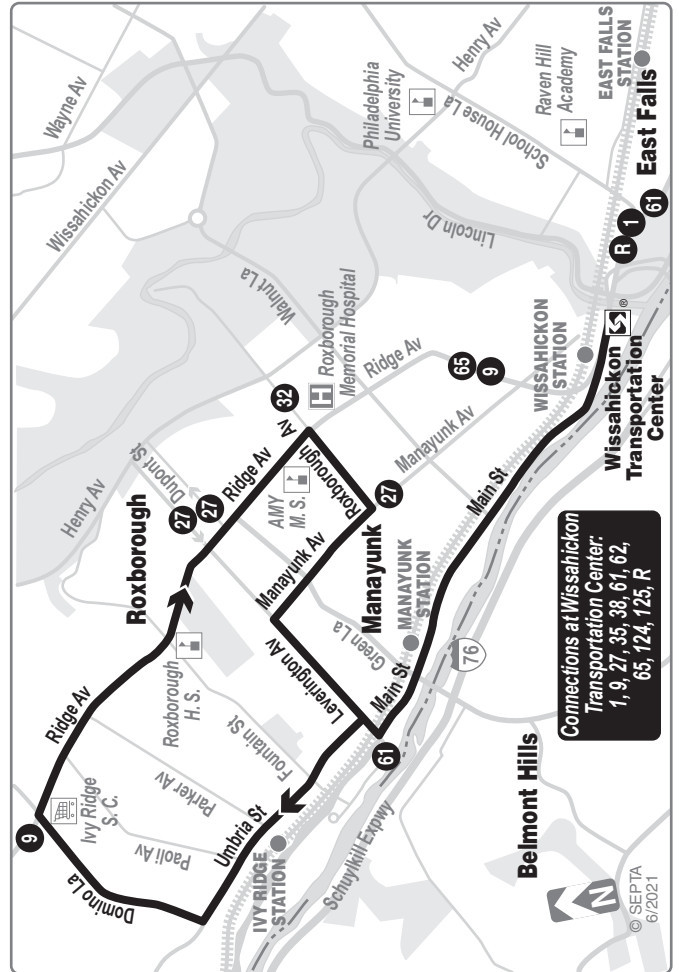 Wayne Av
Wissahickon Av
Henry Av
Philadelphia
University
School House La
Raven Hill
Academy
EAST FALLS
STATION
East Falls
R
1
61
Lincoln Dr
Walnut La
Roxborough
Memorial Hospital
H
32
Ridge Av
65
9
WISSAHICKON
STATION
Wissahickon
Transportation
Center
®
Henry Av
Dupont St
27
27
Roxborough
Ridge Av
AMY
M. S.
Roxborough
Av
Manayunk Av
27
Manayunk Av
Manayunk
MANAYUNK
STATION
Main St
Green La
Leverington Av
Main St
61
76
Roxborough
H. S.
Fountain St
Ridge Av
Parker Av
Umbria St
Ivy Ridge
S. C.
9
Paoli Av
Domino La
IVY RIDGE
STATION
Schuylkill Expwy
Belmont Hills
Connections at Wissahickon
Transportation Center:
1, 9, 27, 35, 38, 61, 62,
65, 124, 125, R
N
© SEPTA
6/2021